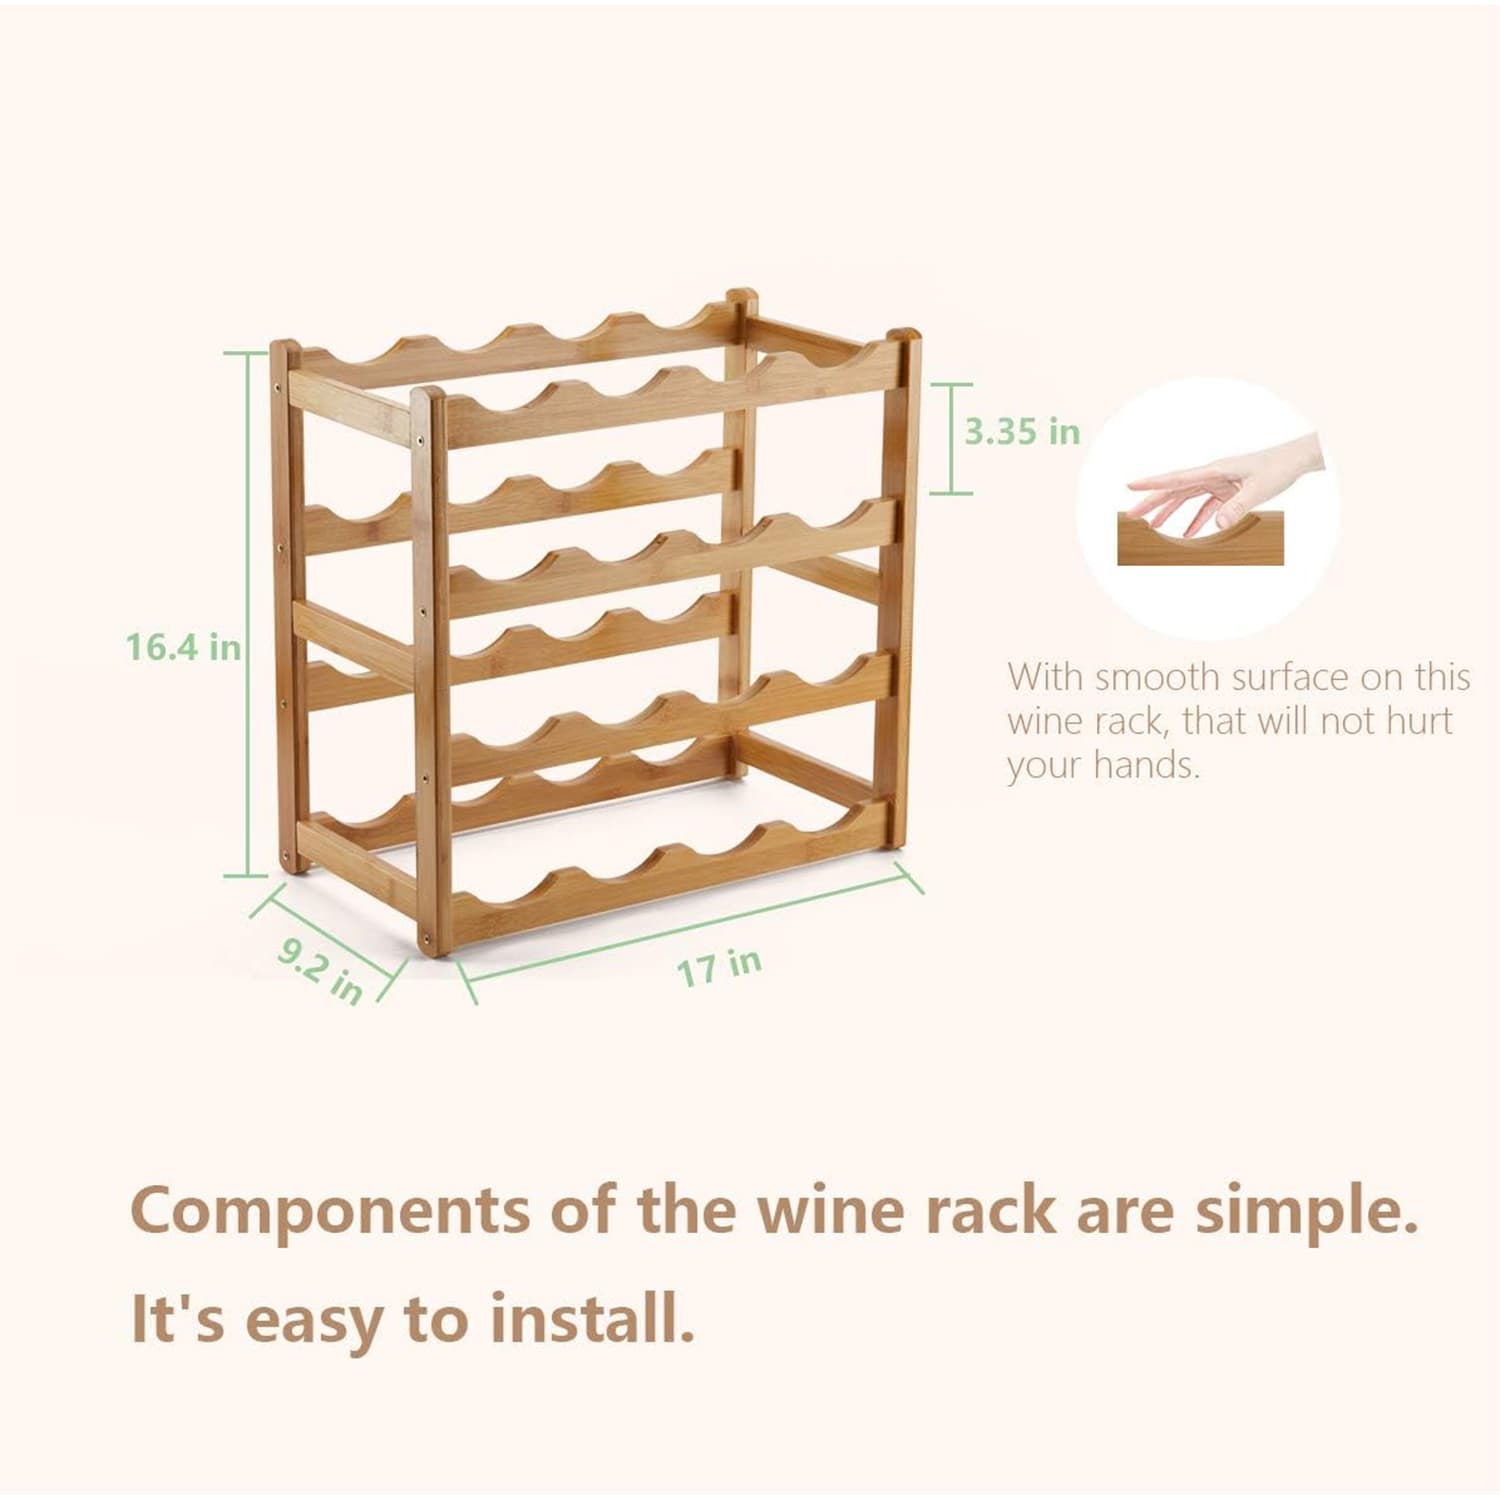 3.35 in
16.4 in
With smooth surface on this
wine rack, that will not hurt
your hands.
9.2 in
17 in
Components of the wine rack are simple.
It's easy to install.